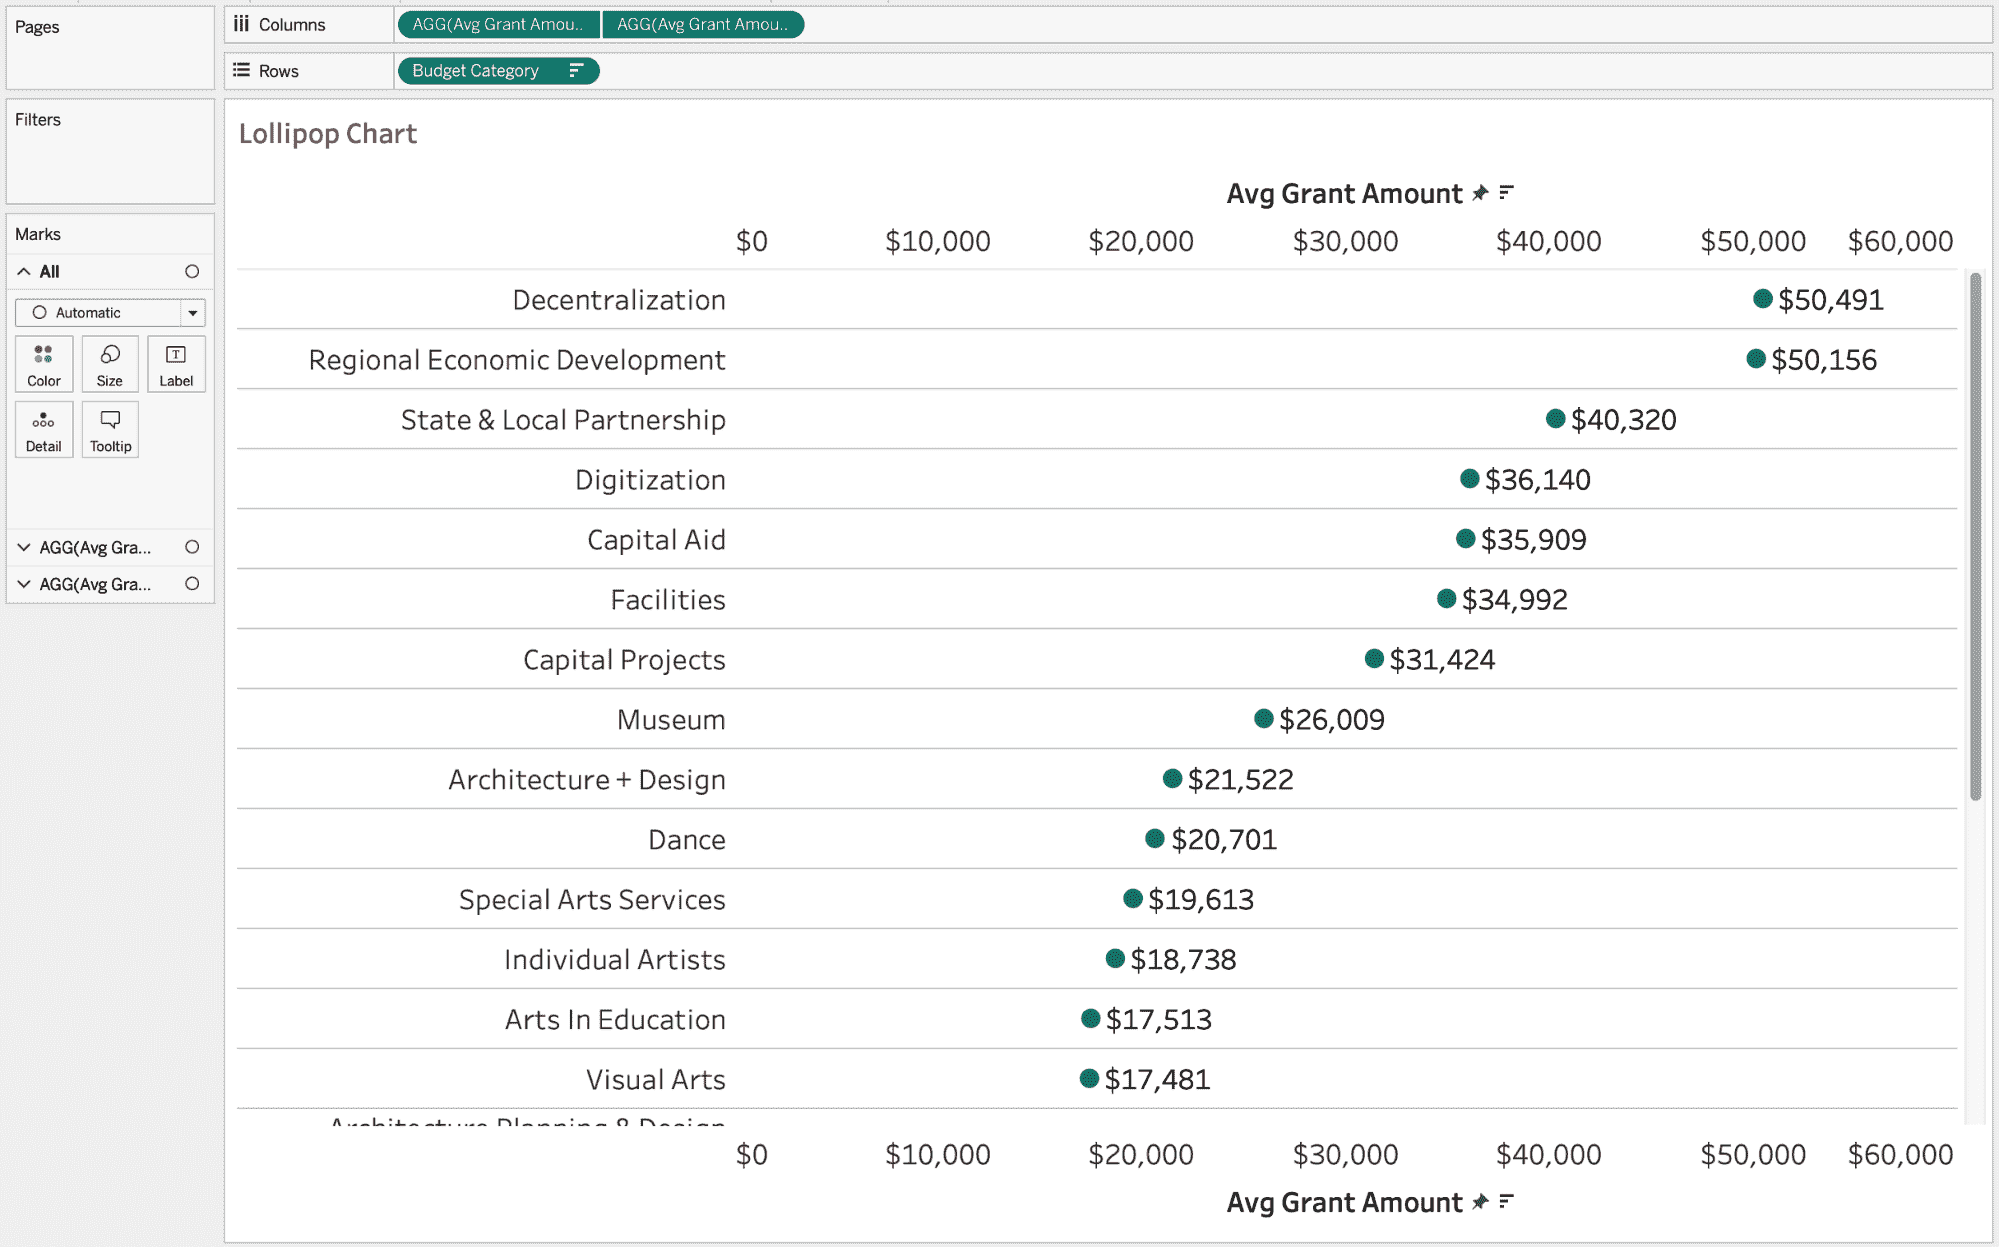 Pages
Columns
AGG(Avg Grant Amou..
AGG(Avg Grant Amou..
Rows
Budget Category
Filters
Marks
All
Automatic
Color
Size
T
Label
Detail
Tooltip
AGG(Avg Gra...
AGG(Avg Gra...
Lollipop Chart
Avg Grant Amount
$0 $10,000 $20,000 $30,000 $40,000 $50,000 $60,000
Decentralization $50,491
Regional Economic Development $50,156
State & Local Partnership $40,320
Digitization $36,140
Capital Aid $35,909
Facilities $34,992
Capital Projects $31,424
Museum $26,009
Architecture + Design $21,522
Dance $20,701
Special Arts Services $19,613
Individual Artists $18,738
Arts In Education $17,513
Visual Arts $17,481
Architecture Planning & Design
$0 $10,000 $20,000 $30,000 $40,000 $50,000 $60,000
Avg Grant Amount